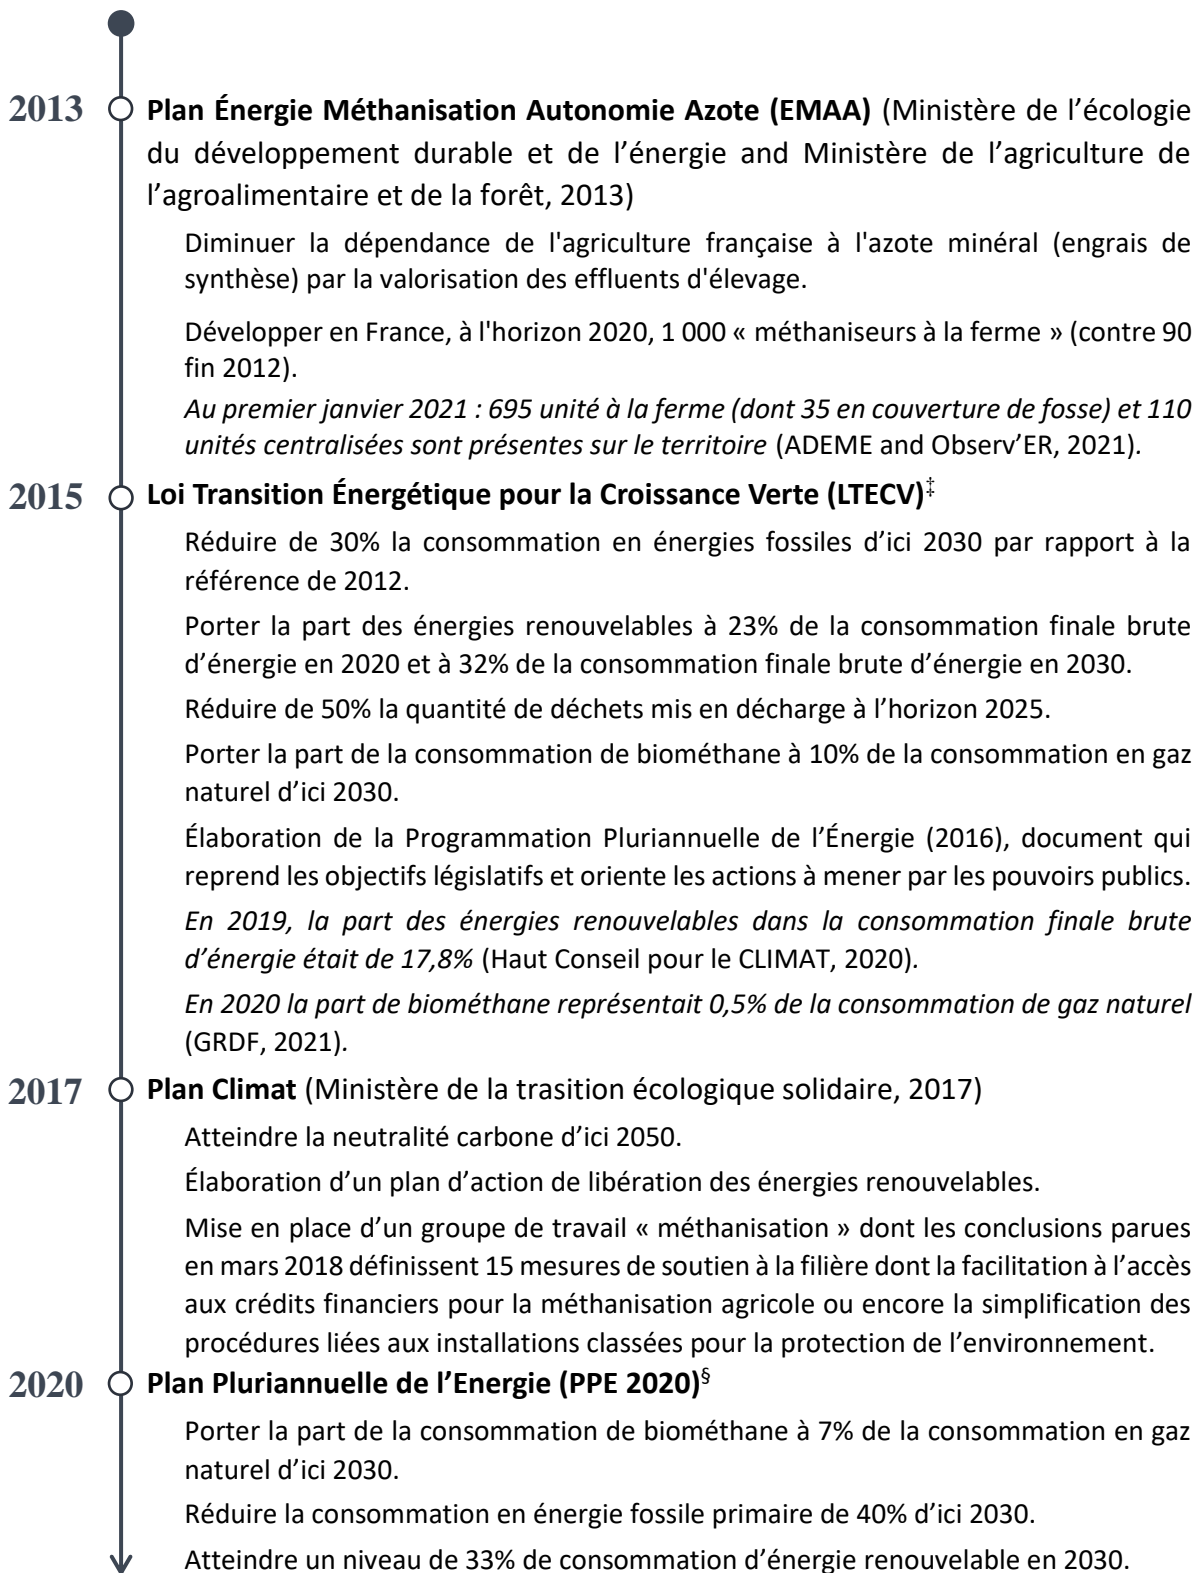 2013 Plan Énergie Méthanisation Autonomie Azote (EMAA) (Ministère de l’écologie
du développement durable et de l’énergie and Ministère de l’agriculture de
l’agroalimentaire et de la forêt, 2013)
Diminuer la dépendance de l'agriculture française à l'azote minéral (engrais de
synthèse) par la valorisation des effluents d'élevage.
Développer en France, à l'horizon 2020, 1 000 « méthaniseurs à la ferme » (contre 90
fin 2012).
Au premier janvier 2021 : 695 unité à la ferme (dont 35 en couverture de fosse) et 110
unités centralisées sont présentes sur le territoire (ADEME and Observ’ER, 2021).
2015 Loi Transition Énergétique pour la Croissance Verte (LTECV)‡
Réduire de 30% la consommation en énergies fossiles d’ici 2030 par rapport à la
référence de 2012.
Porter la part des énergies renouvelables à 23% de la consommation finale brute
d’énergie en 2020 et à 32% de la consommation finale brute d’énergie en 2030.
Réduire de 50% la quantité de déchets mis en décharge à l’horizon 2025.
Porter la part de la consommation de biométhane à 10% de la consommation en gaz
naturel d’ici 2030.
Élaboration de la Programmation Pluriannuelle de l’Énergie (2016), document qui
reprend les objectifs législatifs et oriente les actions à mener par les pouvoirs publics.
En 2019, la part des énergies renouvelables dans la consommation finale brute
d’énergie était de 17,8% (Haut Conseil pour le CLIMAT, 2020).
En 2020 la part de biométhane représentait 0,5% de la consommation de gaz naturel
(GRDF, 2021).
2017 Plan Climat (Ministère de la trasition écologique solidaire, 2017)
Atteindre la neutralité carbone d’ici 2050.
Élaboration d’un plan d’action de libération des énergies renouvelables.
Mise en place d’un groupe de travail « méthanisation » dont les conclusions parues
en mars 2018 définissent 15 mesures de soutien à la filière dont la facilitation à l’accès
aux crédits financiers pour la méthanisation agricole ou encore la simplification des
procédures liées aux installations classées pour la protection de l’environnement.
2020 Plan Pluriannuelle de l’Energie (PPE 2020)§
Porter la part de la consommation de biométhane à 7% de la consommation en gaz
naturel d’ici 2030.
Réduire la consommation en énergie fossile primaire de 40% d’ici 2030.
Atteindre un niveau de 33% de consommation d’énergie renouvelable en 2030.